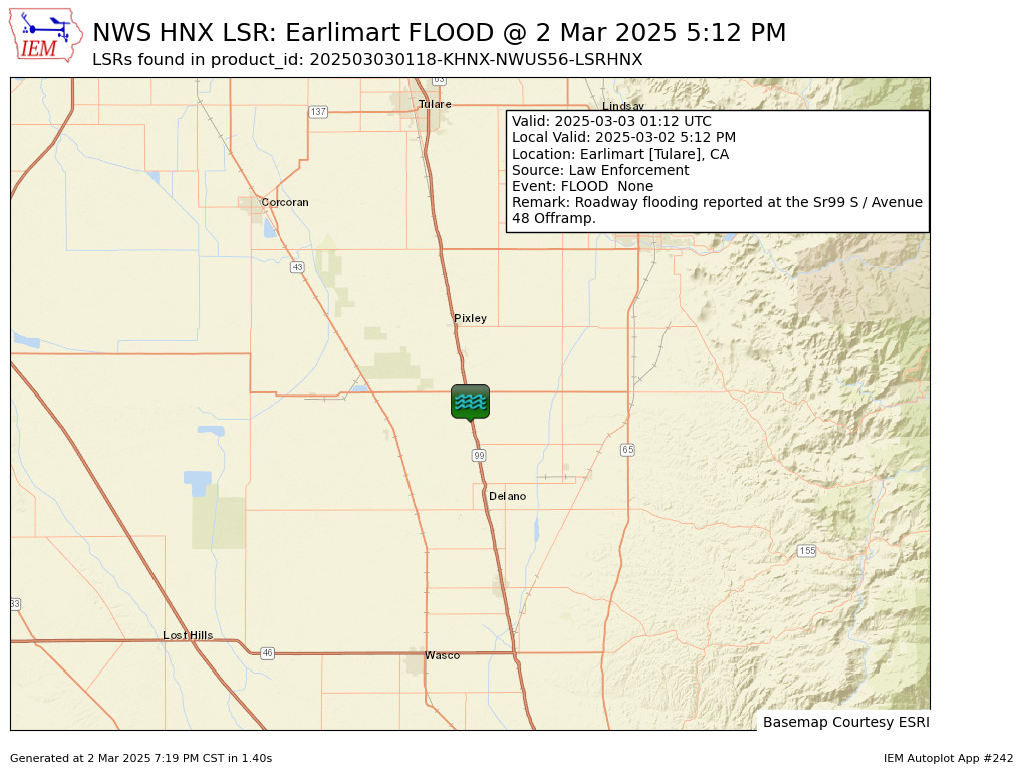 IEM
NWS HNX LSR: Earlimart FLOOD @ 2 Mar 2025 5:12 PM
LSRs found in product_id: 202503030118-KHNX-NWUS56-LSRHNX
63
Tulare
Lindsay
137
Valid: 2025-03-03 01:12 UTC
Local Valid: 2025-03-02 5:12 PM
Location: Earlimart [Tulare], CA
Source: Law Enforcement
Event: FLOOD  None
Remark: Roadway flooding reported at the Sr99 S / Avenue
48 Offramp.
Corcoran
43
Pixley
99
65
Delano
155
33
Lost Hills
46
Wasco
Basemap Courtesy ESRI
Generated at 2 Mar 2025 7:19 PM CST in 1.40s
IEM Autoplot App #242